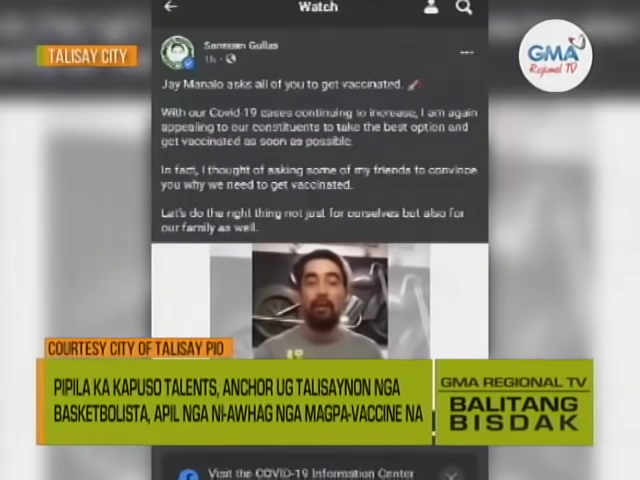 Watch
TALISAY CITY
GMA
Regional TV
Samsam Gullas
1h
Jay Manalo asks all of you to get vaccinated.
With our Covid-19 cases continuing to increase, I am again
appealing to our constituents to take the best option and
get vaccinated as soon as possible.
In fact, I thought of asking some of my friends to convince
you why we need to get vaccinated.
Let's do the right thing not just for ourselves but also for
our family as well.
COURTESY CITY OF TALISAY PIO
PIPILA KA KAPUSO TALENTS, ANCHOR UG TALISAYNON NGA
BASKETBOLISTA, APIL NGA NI-AWHAG NGA MAGPA-VACCINE NA
GMA REGIONAL TV
BALITANG
BISDAK
Visit the COVID-19 Information Center